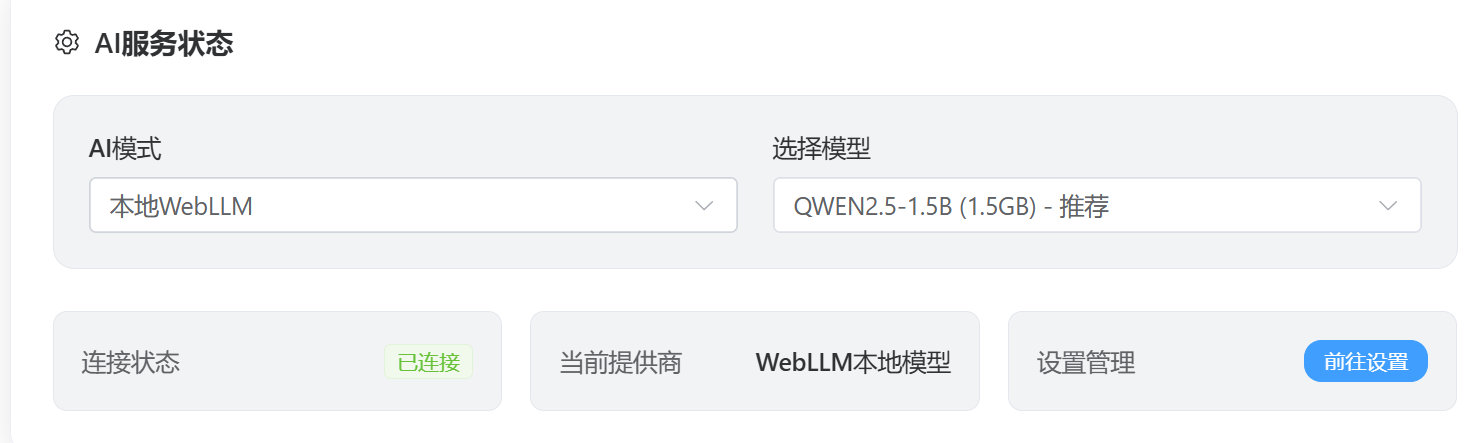 AI服务状态
AI模式
选择模型
本地WebLLM
QWEN2.5-1.5B (1.5GB) - 推荐
连接状态
已连接
当前提供商
WebLLM本地模型
设置管理
前往设置